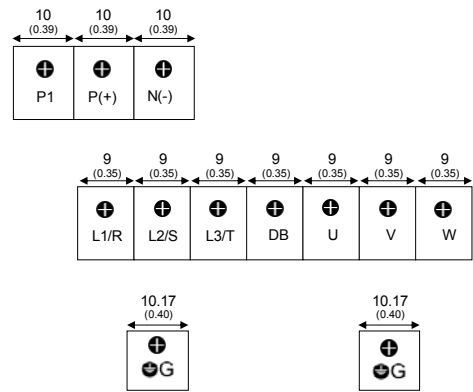 10 10 10
(0.39) (0.39) (0.39)
P1 P(+) N(-)
9 9 9 9 9 9 9
(0.35) (0.35) (0.35) (0.35) (0.35) (0.35) (0.35)
L1/R L2/S L3/T DB U V W
10.17 10.17
(0.40) (0.40)
G G